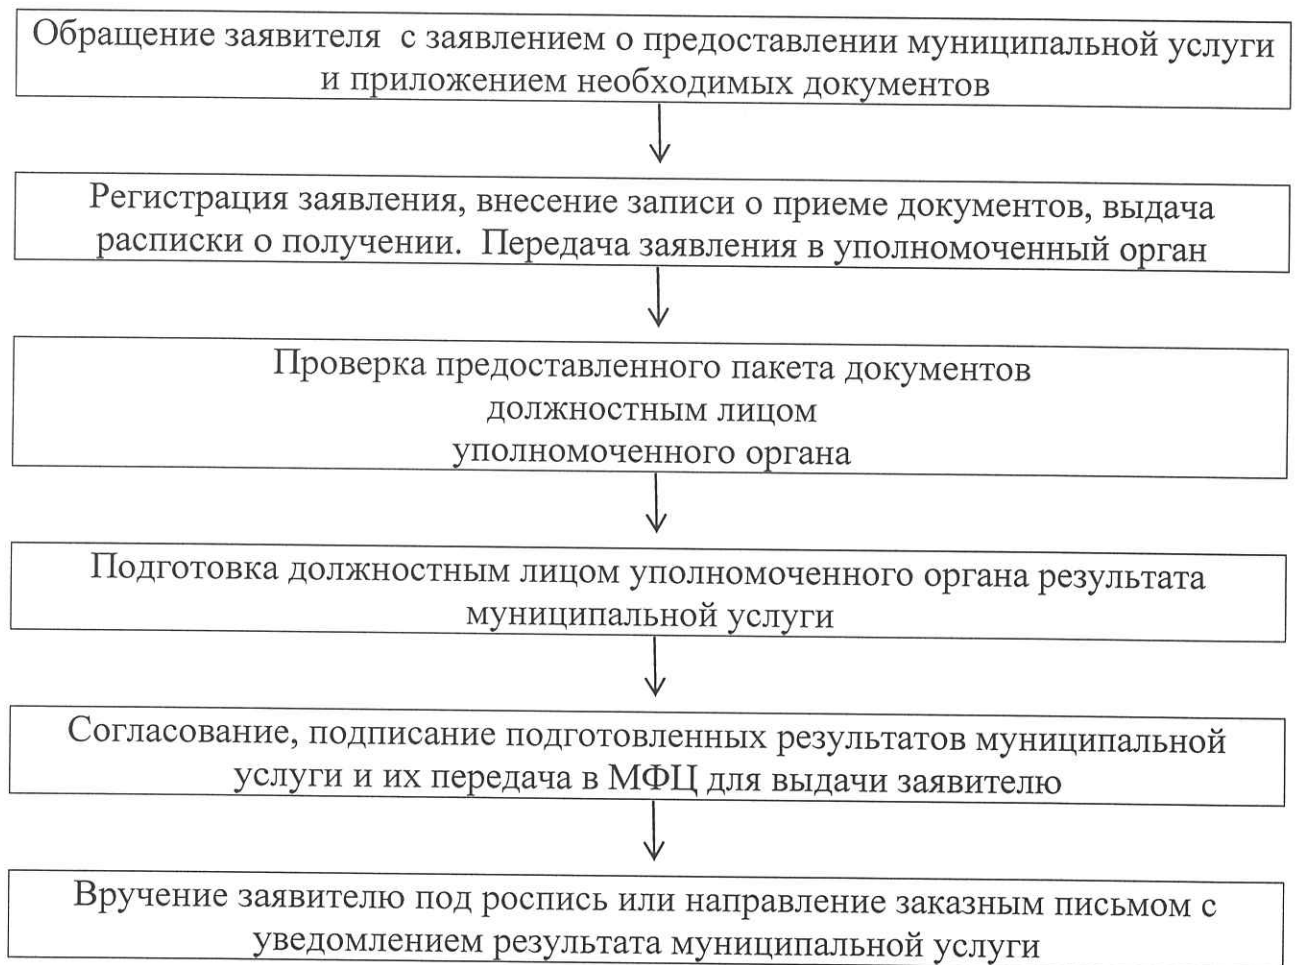 Обращение заявителя с заявлением о предоставлении муниципальной услуги
и приложением необходимых документов
Регистрация заявления, внесение записи о приеме документов, выдача
расписки о получении. Передача заявления в уполномоченный орган
Проверка предоставленного пакета документов
должностным лицом
уполномоченного органа
Подготовка должностным лицом уполномоченного органа результата
муниципальной услуги
Согласование, подписание подготовленных результатов муниципальной
услуги и их передача в МФЦ для выдачи заявителю
Вручение заявителю под роспись или направление заказным письмом с
уведомлением результата муниципальной услуги